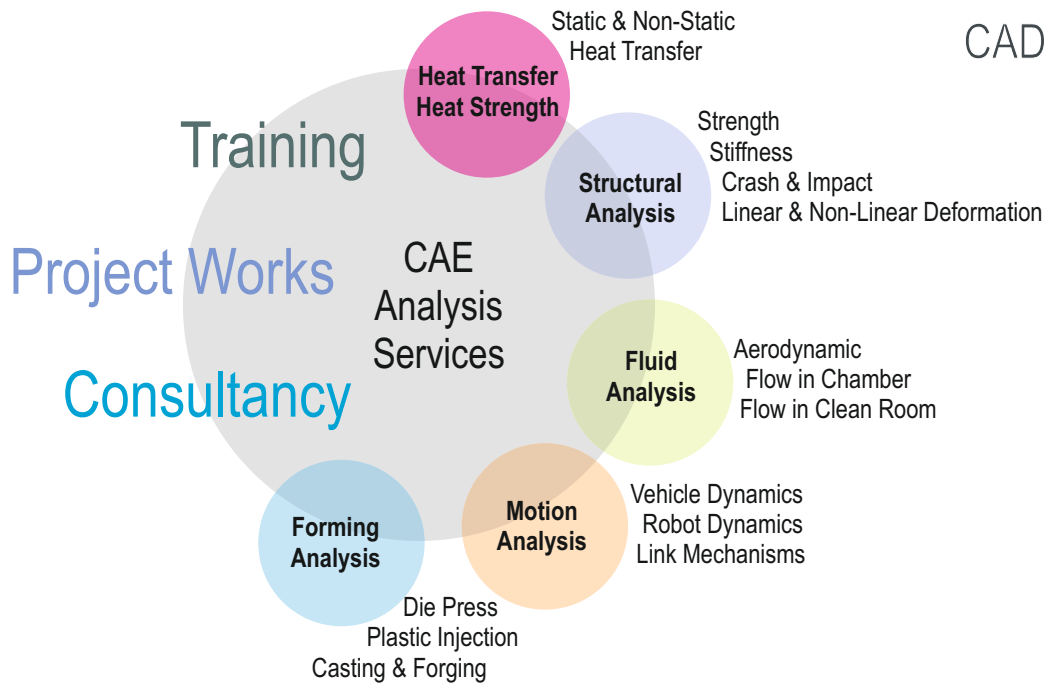 Static & Non-Static
Heat Transfer
CAD
Heat Transfer
Heat Strength
Training
Strength
Stiffness
Crash & Impact
Linear & Non-Linear Deformation
Structural
Analysis
Project Works
CAE
Analysis
Services
Fluid
Analysis
Aerodynamic
Flow in Chamber
Flow in Clean Room
Consultancy
Vehicle Dynamics
Robot Dynamics
Link Mechanisms
Motion
Analysis
Forming
Analysis
Die Press
Plastic Injection
Casting & Forging